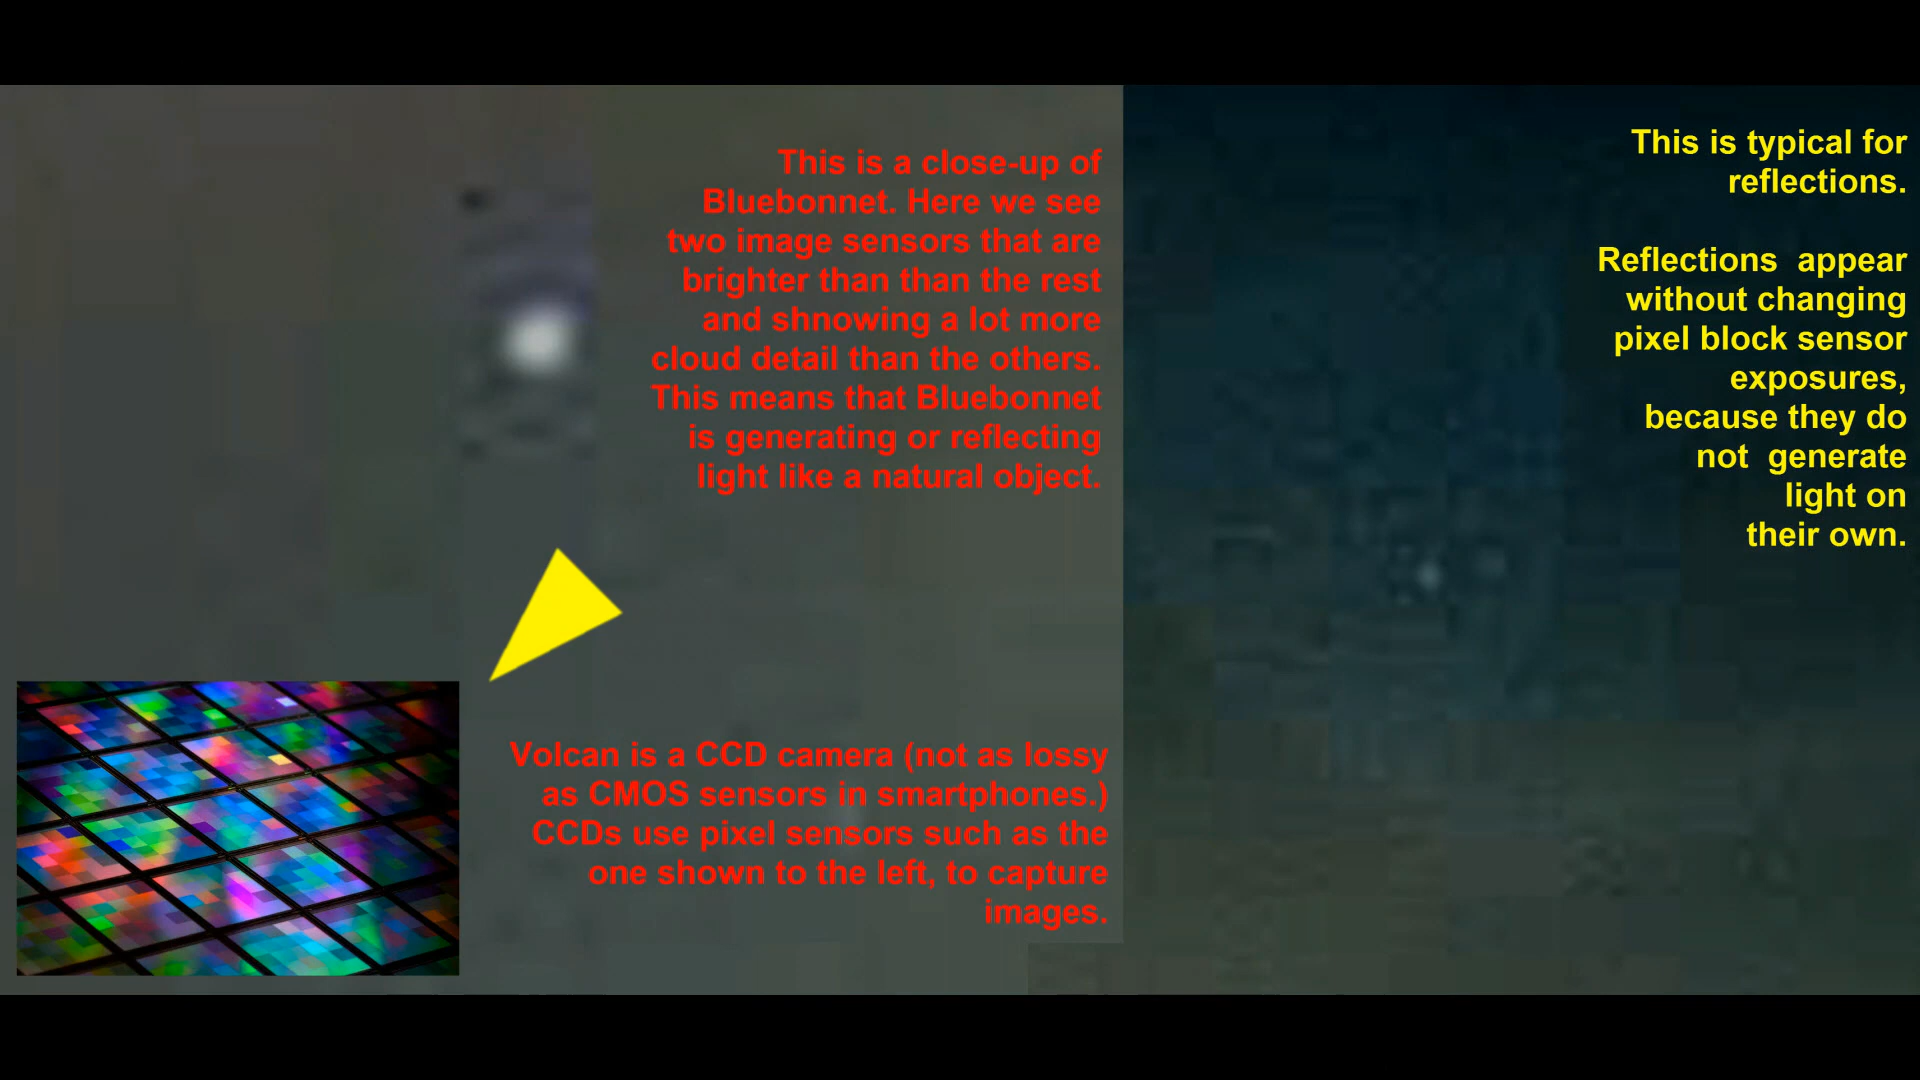 This is a close-up of
Bluebonnet. Here we see
two image sensors that are
brighter than than the rest
and shnowing a lot more
cloud detail than the others.
This means that Bluebonnet
is generating or reflecting
light like a natural object.
Volcan is a CCD camera (not as lossy
as CMOS sensors in smartphones.)
CCDs use pixel sensors such as the
one shown to the left, to capture
images.
This is typical for
reflections.
Reflections appear
without changing
pixel block sensor
exposures,
because they do
not generate
light on
their own.